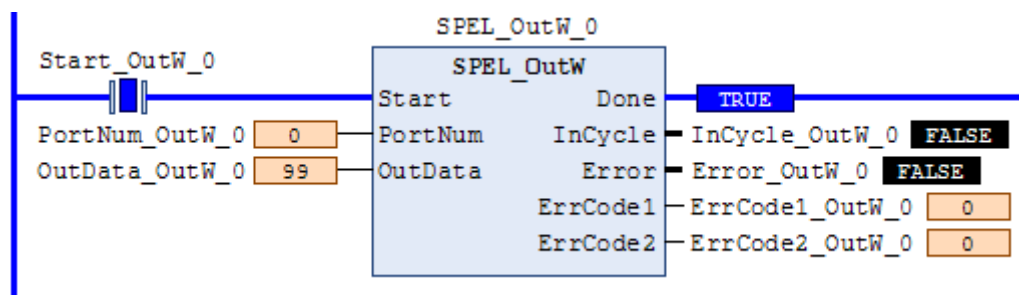 SPEL_OutW_0
Start_OutW_0
SPEL_OutW
Start Done TRUE
PortNum_OutW_0 0 PortNum InCycle InCycle_OutW_0 FALSE
OutData_OutW_0 99 OutData Error Error_OutW_0 FALSE
ErrCode1 ErrCode1_OutW_0 0
ErrCode2 ErrCode2_OutW_0 0